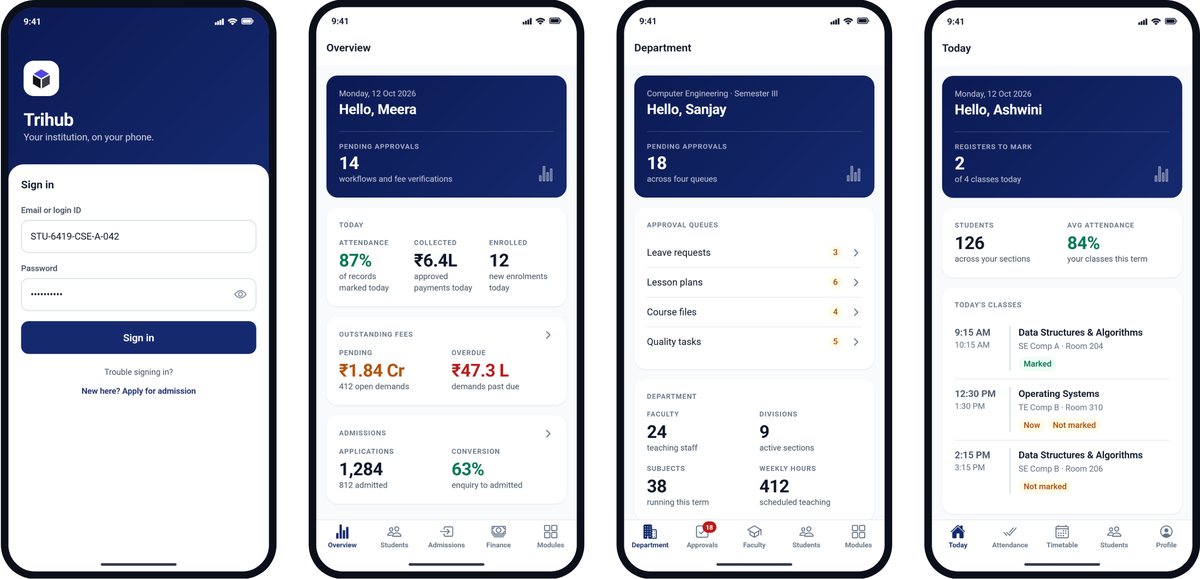 9:41
Trihub
Your institution, on your phone.
Sign in
Email or login ID
STU-6419-CSE-A-042
Password
••••••••••
Sign in
Trouble signing in?
New here? Apply for admission
9:41
Overview
Monday, 12 Oct 2026
Hello, Meera
PENDING APPROVALS
14
workflows and fee verifications
TODAY
ATTENDANCE COLLECTED ENROLLED
87% ₹6.4L 12
of records approved new enrolments
marked today payments today today
OUTSTANDING FEES
PENDING OVERDUE
₹1.84 Cr ₹47.3 L
412 open demands demands past due
ADMISSIONS
APPLICATIONS CONVERSION
1,284 63%
812 admitted enquiry to admitted
Overview Students Admissions Finance Modules
9:41
Department
Computer Engineering · Semester III
Hello, Sanjay
PENDING APPROVALS
18
across four queues
APPROVAL QUEUES
Leave requests 3
Lesson plans 6
Course files 4
Quality tasks 5
DEPARTMENT
FACULTY DIVISIONS
24 9
teaching staff active sections
SUBJECTS WEEKLY HOURS
38 412
running this term scheduled teaching
18
Department Approvals Faculty Students Modules
9:41
Today
Monday, 12 Oct 2026
Hello, Ashwini
REGISTERS TO MARK
2
of 4 classes today
STUDENTS AVG ATTENDANCE
126 84%
across your sections your classes this term
TODAY'S CLASSES
9:15 AM Data Structures & Algorithms
10:15 AM SE Comp A · Room 204
Marked
12:30 PM Operating Systems
1:30 PM TE Comp B · Room 310
Now Not marked
2:15 PM Data Structures & Algorithms
3:15 PM SE Comp B · Room 206
Not marked
Today Attendance Timetable Students Profile